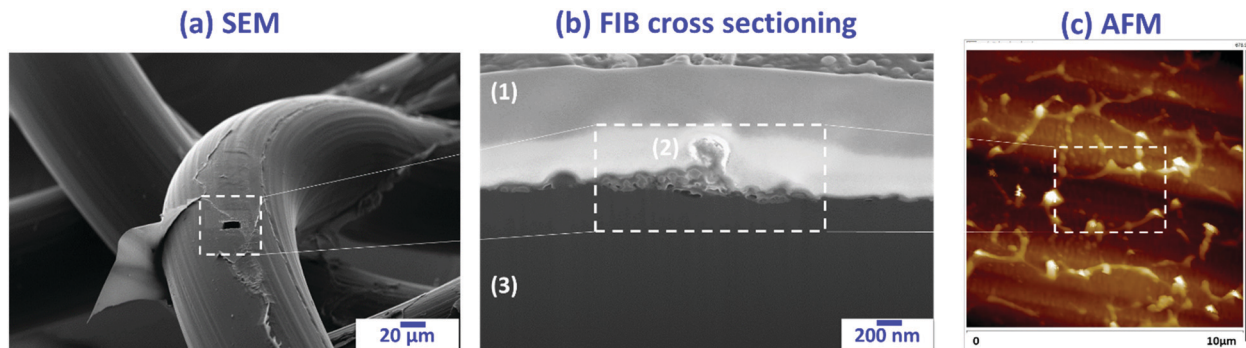 (a) SEM
(b) FIB cross sectioning
(c) AFM
(1)
(2)
(3)
20 μm
200 nm
0
10μm